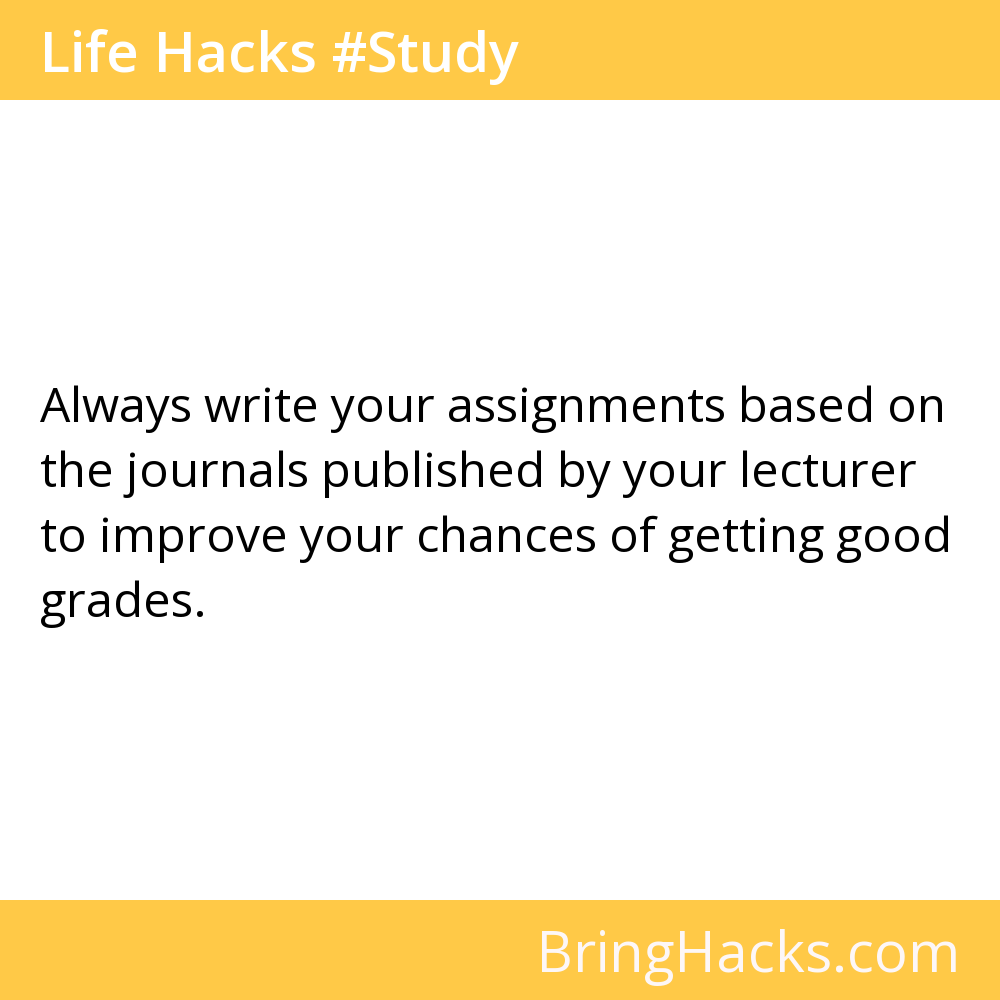 Life Hacks #Study
Always write your assignments based on
the journals published by your lecturer
to improve your chances of getting good
grades.
BringHacks.com